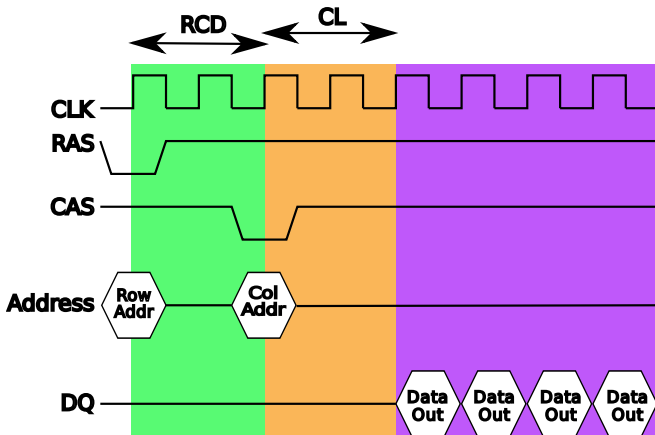 RCD
CL
CLK
RAS
CAS
Address
Row
Addr
Col
Addr
DQ
Data
Out
Data
Out
Data
Out
Data
Out